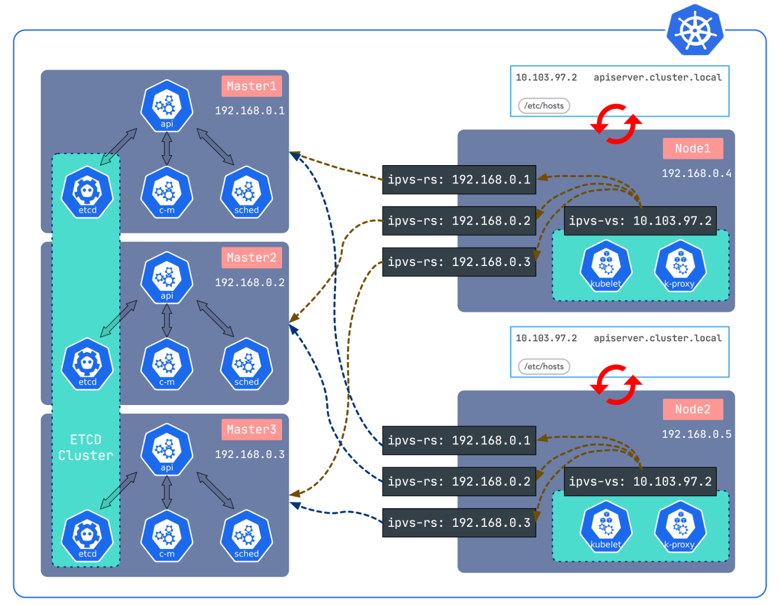 Master1
192.168.0.1
api
etcd
c-m
sched
Master2
192.168.0.2
api
etcd
c-m
sched
Master3
192.168.0.3
api
etcd
c-m
sched
ETCD
Cluster
10.103.97.2 apiserver.cluster.local
/etc/hosts
Node1
192.168.0.4
ipvs-rs: 192.168.0.1
ipvs-rs: 192.168.0.2
ipvs-rs: 192.168.0.3
ipvs-vs: 10.103.97.2
kubelet
k-proxy
10.103.97.2 apiserver.cluster.local
/etc/hosts
Node2
192.168.0.5
ipvs-rs: 192.168.0.1
ipvs-rs: 192.168.0.2
ipvs-rs: 192.168.0.3
ipvs-vs: 10.103.97.2
kubelet
k-proxy